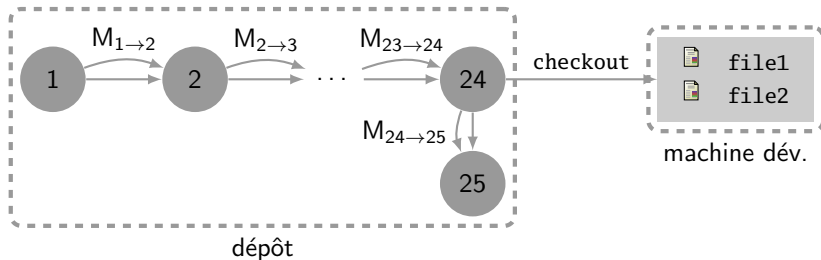 M1→2
M2→3
M23→24
1
2
···
24
checkout
file1
file2
M24→25
machine dév.
25
dépôt